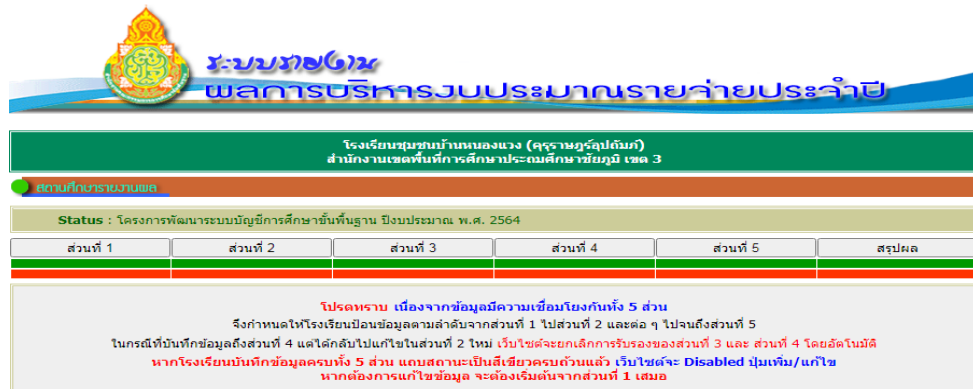 ระบบรายงาน
ผลการบริหารงบประมาณรายจ่ายประจำปี
โรงเรียนชุมชนบ้านหนองแวง (คุรุราษฎร์อุปถัมภ์)
สำนักงานเขตพื้นที่การศึกษาประถมศึกษาชัยภูมิ เขต 3
สถานศึกษารายงานผล
Status : โครงการพัฒนาระบบบัญชีการศึกษาขั้นพื้นฐาน ปีงบประมาณ พ.ศ. 2564
ส่วนที่ 1 ส่วนที่ 2 ส่วนที่ 3 ส่วนที่ 4 ส่วนที่ 5 สรุปผล
โปรดทราบ เนื่องจากข้อมูลมีความเชื่อมโยงกันทั้ง 5 ส่วน
จึงกำหนดให้โรงเรียนป้อนข้อมูลตามลำดับจากส่วนที่ 1 ไปส่วนที่ 2 และต่อ ๆ ไปจนถึงส่วนที่ 5
ในกรณีที่บันทึกข้อมูลถึงส่วนที่ 4 แต่ได้กลับไปแก้ไขในส่วนที่ 2 ใหม่ เว็บไซต์จะยกเลิกการรับรองของส่วนที่ 3 และ ส่วนที่ 4 โดยอัตโนมัติ
หากโรงเรียนบันทึกข้อมูลครบทั้ง 5 ส่วน แถบสถานะเป็นสีเขียวครบถ้วนแล้ว เว็บไซต์จะ Disabled ปุ่มเพิ่ม/แก้ไข
หากต้องการแก้ไขข้อมูล จะต้องเริ่มต้นจากส่วนที่ 1 เสมอ